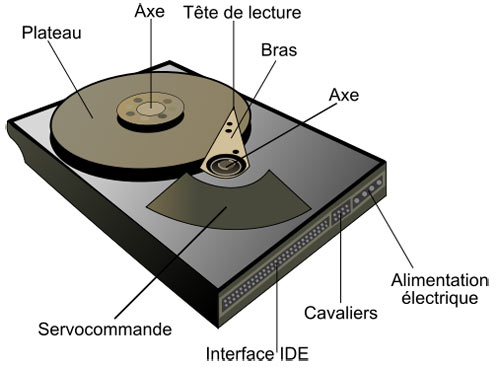 Axe
Tête de lecture
Plateau
Bras
Axe
Alimentation
électrique
Cavaliers
Servocommande
Interface IDE